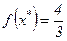 f(x*) = 4/3